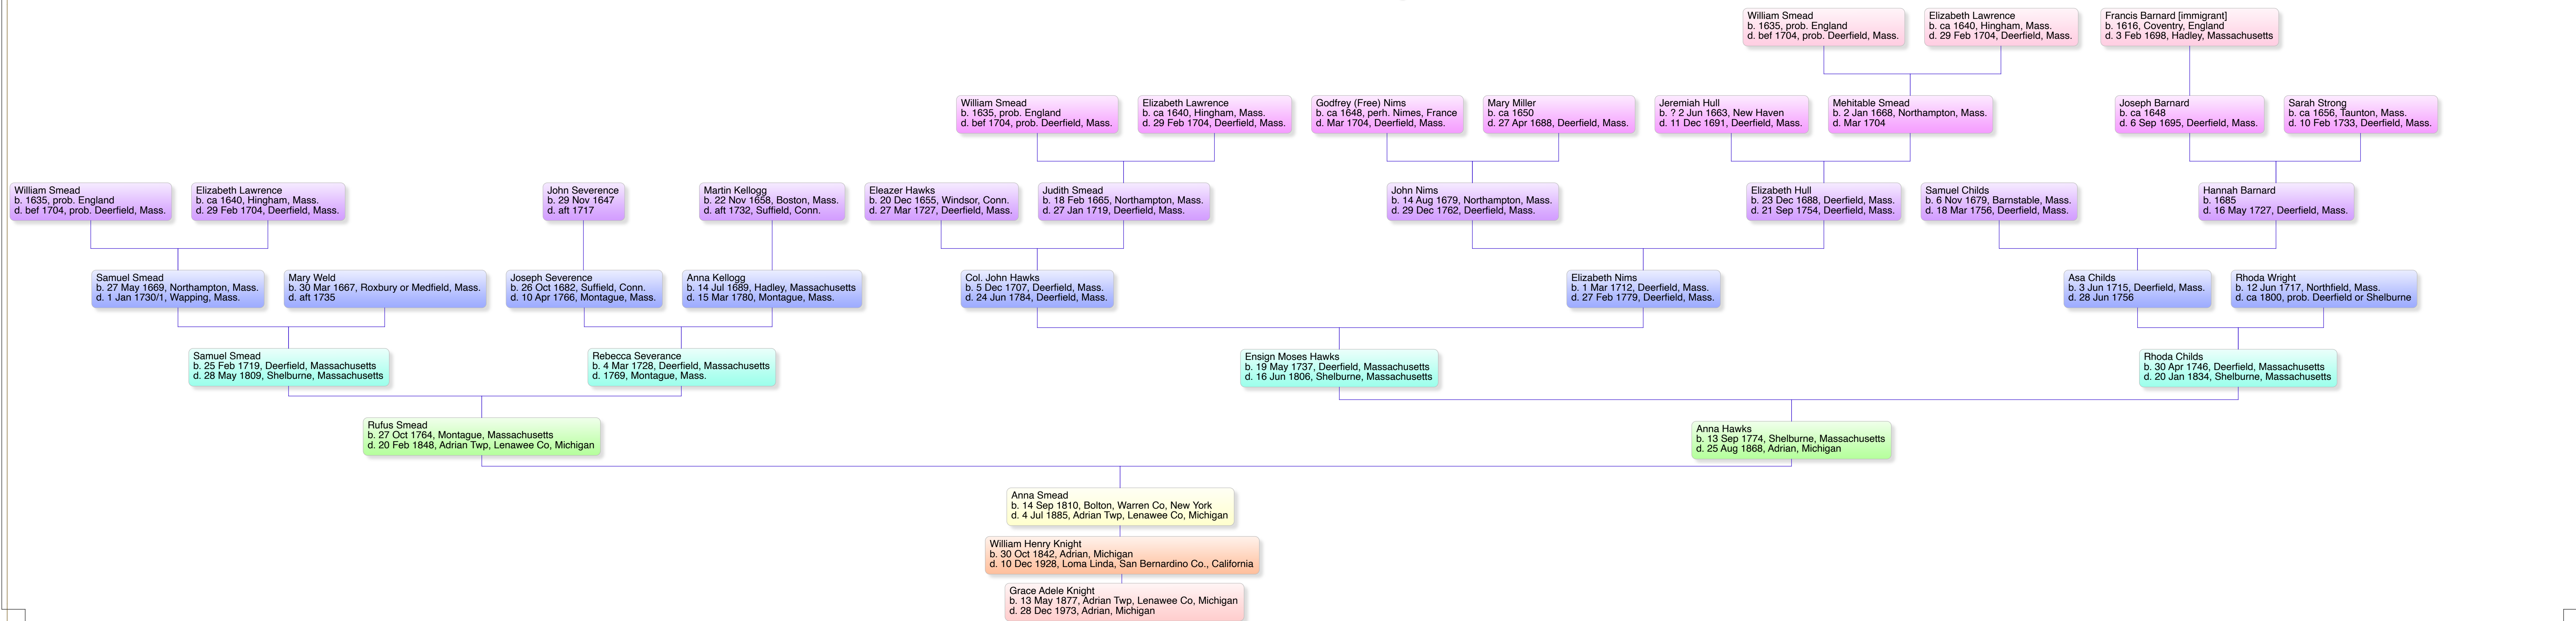 William Smead
b. 1635, prob. England
d. bef 1704, prob. Deerfield, Mass.
Elizabeth Lawrence
b. ca 1640, Hingham, Mass.
d. 29 Feb 1704, Deerfield, Mass.
Francis Barnard [immigrant]
b. 1616, Coventry, England
d. 3 Feb 1698, Hadley, Massachusetts
William Smead
b. 1635, prob. England
d. bef 1704, prob. Deerfield, Mass.
Elizabeth Lawrence
b. ca 1640, Hingham, Mass.
d. 29 Feb 1704, Deerfield, Mass.
Godfrey (Free) Nims
b. ca 1648, perh. Nimes, France
d. Mar 1704, Deerfield, Mass.
Mary Miller
b. ca 1650
d. 27 Apr 1688, Deerfield, Mass.
Jeremiah Hull
b. ? 2 Jun 1663, New Haven
d. 11 Dec 1691, Deerfield, Mass.
Mehitable Smead
b. 2 Jan 1668, Northampton, Mass.
d. Mar 1704
Joseph Barnard
b. ca 1648
d. 6 Sep 1695, Deerfield, Mass.
Sarah Strong
b. ca 1656, Taunton, Mass.
d. 10 Feb 1733, Deerfield, Mass.
William Smead
b. 1635, prob. England
d. bef 1704, prob. Deerfield, Mass.
Elizabeth Lawrence
b. ca 1640, Hingham, Mass.
d. 29 Feb 1704, Deerfield, Mass.
John Severence
b. 29 Nov 1647
d. aft 1717
Martin Kellogg
b. 22 Nov 1658, Boston, Mass.
d. aft 1732, Suffield, Conn.
Eleazer Hawks
b. 20 Dec 1655, Windsor, Conn.
d. 27 Mar 1727, Deerfield, Mass.
Judith Smead
b. 18 Feb 1665, Northampton, Mass.
d. 27 Jan 1719, Deerfield, Mass.
John Nims
b. 14 Aug 1679, Northampton, Mass.
d. 29 Dec 1762, Deerfield, Mass.
Elizabeth Hull
b. 23 Dec 1688, Deerfield, Mass.
d. 21 Sep 1754, Deerfield, Mass.
Samuel Childs
b. 6 Nov 1679, Barnstable, Mass.
d. 18 Mar 1756, Deerfield, Mass.
Hannah Barnard
b. 1685
d. 16 May 1727, Deerfield, Mass.
Samuel Smead
b. 27 May 1669, Northampton, Mass.
d. 1 Jan 1730/1, Wapping, Mass.
Mary Weld
b. 30 Mar 1667, Roxbury or Medfield, Mass.
d. aft 1735
Joseph Severence
b. 26 Oct 1682, Suffield, Conn.
d. 10 Apr 1766, Montague, Mass.
Anna Kellogg
b. 14 Jul 1689, Hadley, Massachusetts
d. 15 Mar 1780, Montague, Mass.
Col. John Hawks
b. 5 Dec 1707, Deerfield, Mass.
d. 24 Jun 1784, Deerfield, Mass.
Elizabeth Nims
b. 1 Mar 1712, Deerfield, Mass.
d. 27 Feb 1779, Deerfield, Mass.
Asa Childs
b. 3 Jun 1715, Deerfield, Mass.
d. 28 Jun 1756
Rhoda Wright
b. 12 Jun 1717, Northfield, Mass.
d. ca 1800, prob. Deerfield or Shelburne
Samuel Smead
b. 25 Feb 1719, Deerfield, Massachusetts
d. 28 May 1809, Shelburne, Massachusetts
Rebecca Severance
b. 4 Mar 1728, Deerfield, Massachusetts
d. 1769, Montague, Mass.
Ensign Moses Hawks
b. 19 May 1737, Deerfield, Massachusetts
d. 16 Jun 1806, Shelburne, Massachusetts
Rhoda Childs
b. 30 Apr 1746, Deerfield, Massachusetts
d. 20 Jan 1834, Shelburne, Massachusetts
Rufus Smead
b. 27 Oct 1764, Montague, Massachusetts
d. 20 Feb 1848, Adrian Twp, Lenawee Co, Michigan
Anna Hawks
b. 13 Sep 1774, Shelburne, Massachusetts
d. 25 Aug 1868, Adrian, Michigan
Anna Smead
b. 14 Sep 1810, Bolton, Warren Co, New York
d. 4 Jul 1885, Adrian Twp, Lenawee Co, Michigan
William Henry Knight
b. 30 Oct 1842, Adrian, Michigan
d. 10 Dec 1928, Loma Linda, San Bernardino Co., California
Grace Adele Knight
b. 13 May 1877, Adrian Twp, Lenawee Co, Michigan
d. 28 Dec 1973, Adrian, Michigan